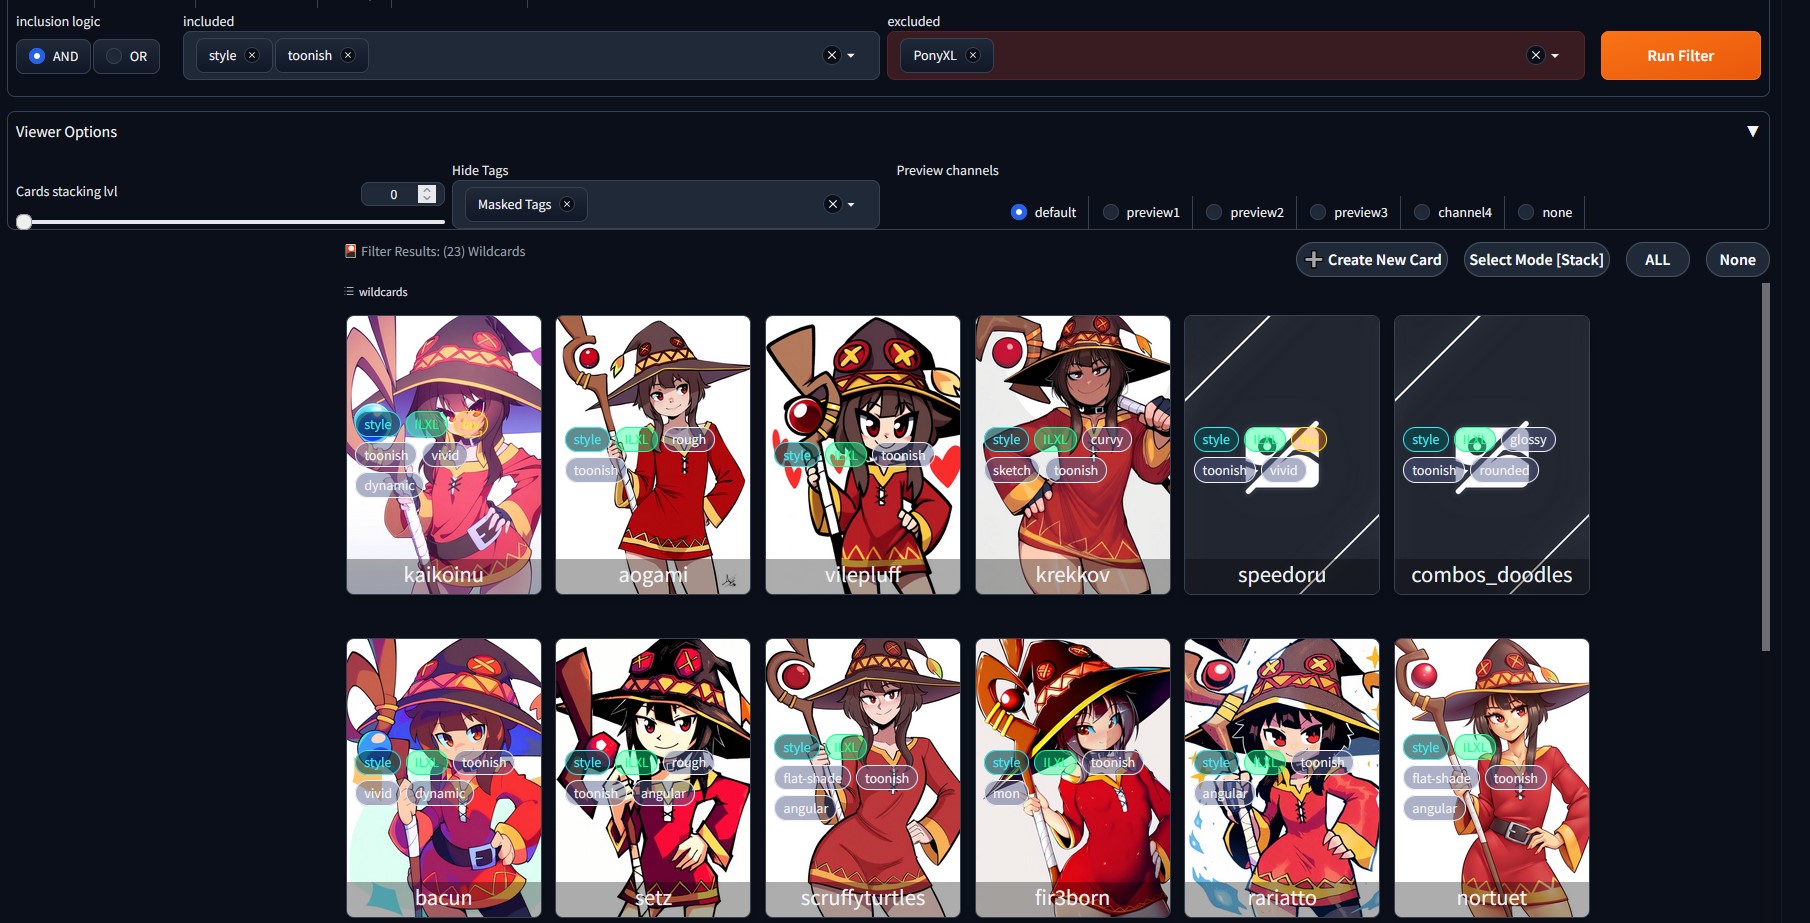 inclusion logic
AND
OR
included
style
toonish
excluded
PonyXL
Run Filter
Viewer Options
Cards stacking lvl
0
Hide Tags
Masked Tags
Preview channels
default
preview1
preview2
preview3
channel4
none
Filter Results: (23) Wildcards
Create New Card
Select Mode [Stack]
ALL
None
wildcards
style ILXL
toonish vivid
dynamic
kaikoinu
style ILXL rough
toonish
aogami
style ILXL toonish
vilepluff
style ILXL curvy
sketch toonish
krekkov
style ILXL
toonish vivid
speedoru
style ILXL glossy
toonish rounded
combos_doodles
style ILXL toonish
vivid dynamic
bacun
style ILXL rough
toonish angular
setz
style ILXL
flat-shade toonish
angular
scruffyturtles
style ILXL toonish
mon
fir3born
style ILXL toonish
angular
rariatto
style ILXL
flat-shade toonish
angular
nortuet